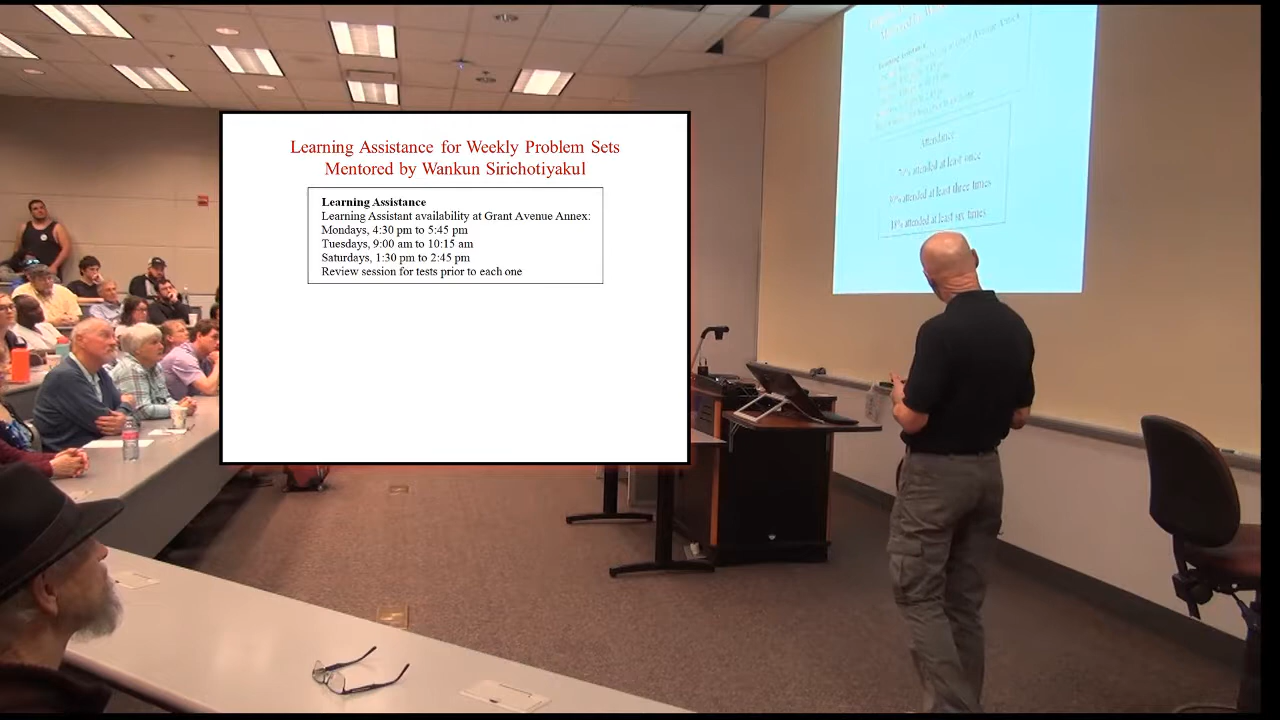 Learning Assistance for Weekly Problem Sets
Mentored by Wankun Sirichotiyakul
Learning Assistance
Learning Assistant availability at Grant Avenue Annex:
Mondays, 4:30 pm to 5:45 pm
Tuesdays, 9:00 am to 10:15 am
Saturdays, 1:30 pm to 2:45 pm
Review session for tests prior to each one
Learning Assistance
Attendance
attended at least once
attended at least three times
attended at least six times